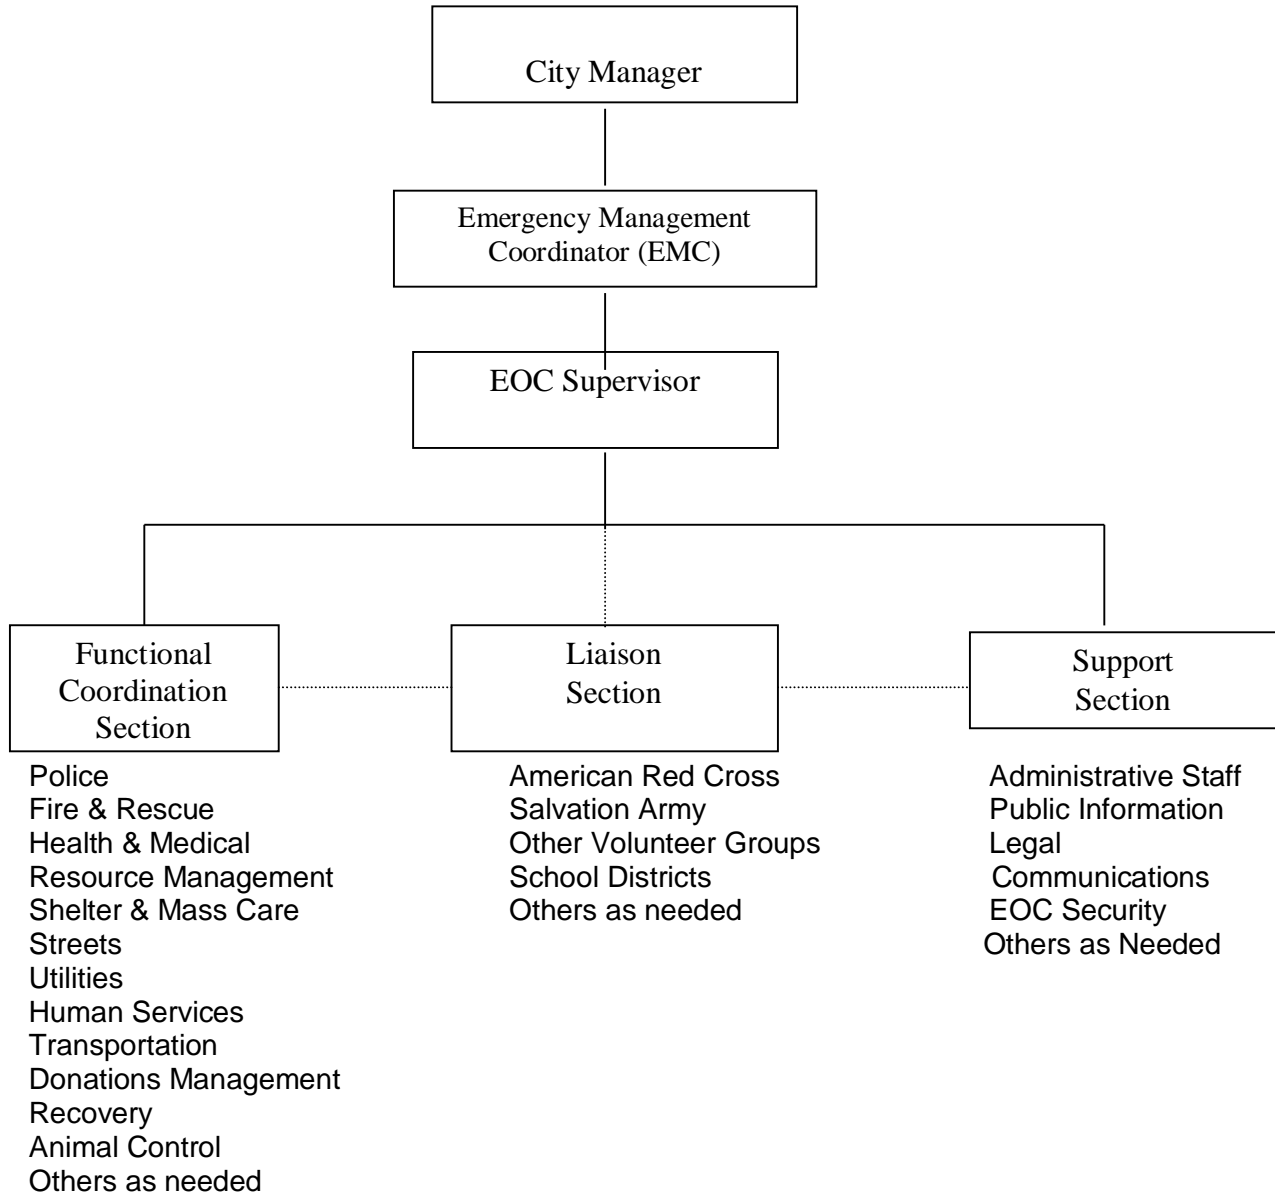 City Manager
Emergency Management
Coordinator (EMC)
EOC Supervisor
Functional
Coordination
Section
Police
Fire & Rescue
Health & Medical
Resource Management
Shelter & Mass Care
Streets
Utilities
Human Services
Transportation
Donations Management
Recovery
Animal Control
Others as needed
Liaison
Section
American Red Cross
Salvation Army
Other Volunteer Groups
School Districts
Others as needed
Support
Section
Administrative Staff
Public Information
Legal
Communications
EOC Security
Others as Needed